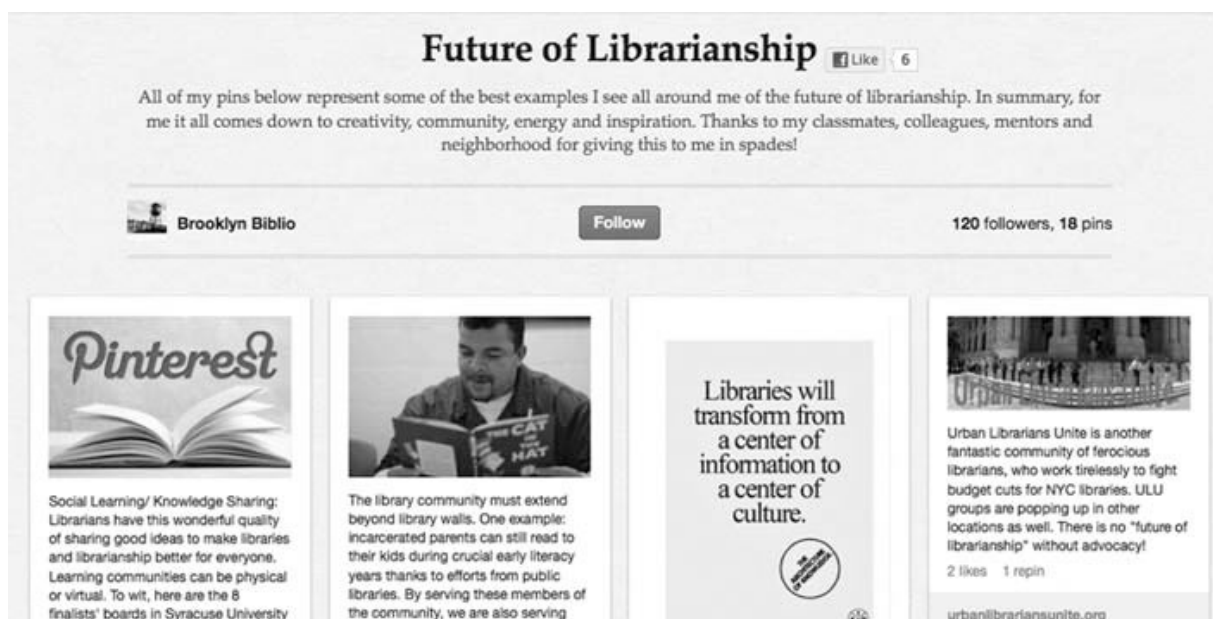 Future of Librarianship
Like 6
All of my pins below represent some of the best examples I see all around me of the future of librarianship. In summary, for
me it all comes down to creativity, community, energy and inspiration. Thanks to my classmates, colleagues, mentors and
neighborhood for giving this to me in spades!
Brooklyn Biblio
Follow
120 followers, 18 pins
Pinterest
Social Learning/ Knowledge Sharing:
Librarians have this wonderful quality
of sharing good ideas to make libraries
and librarianship better for everyone.
Learning communities can be physical
or virtual. To wit, here are the 8
finalists' boards in Syracuse University
THE CAT
IN THE
HAT
The library community must extend
beyond library walls. One example:
incarcerated parents can still read to
their kids during crucial early literacy
years thanks to efforts from public
libraries. By serving these members of
the community, we are also serving
Libraries will
transform from
a center of
information to
a center of
culture.
THE
ARCHITECTURE
OF KNOWLEDGE
Urban Librarians Unite
Urban Librarians Unite is another
fantastic community of ferocious
librarians, who work tirelessly to fight
budget cuts for NYC libraries. ULU
groups are popping up in other
locations as well. There is no "future of
librarianship" without advocacy!
2 likes 1 repin
urbanlibrariansunite.org